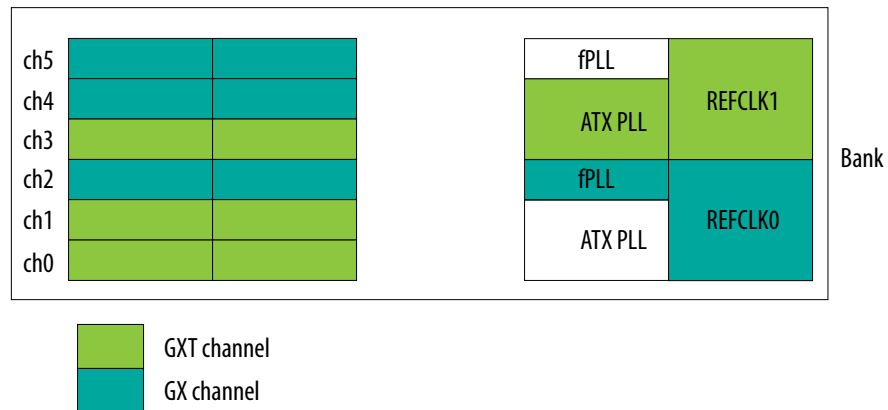 ch5
ch4
ch3
ch2
ch1
ch0
fPLL
ATX PLL
fPLL
ATX PLL
REFCLK1
REFCLK0
Bank
GXT channel
GX channel